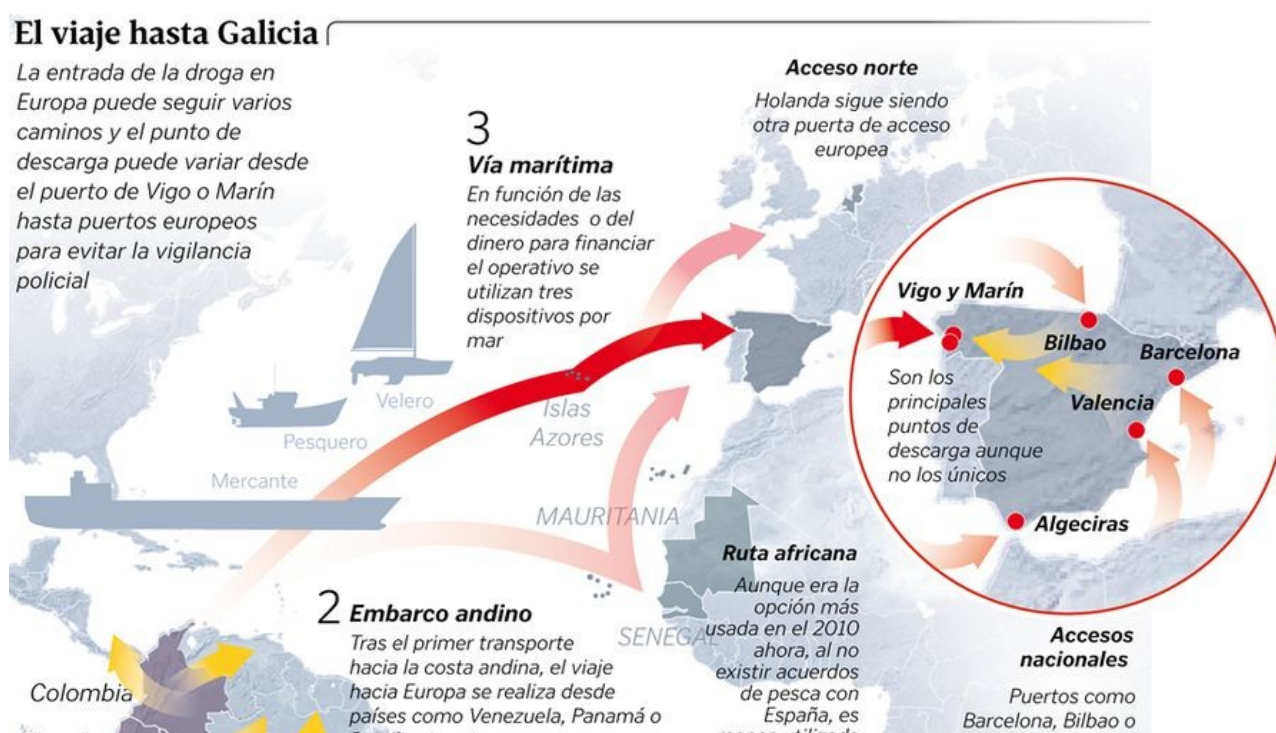 El viaje hasta Galicia
La entrada de la droga en
Europa puede seguir varios
caminos y el punto de
descarga puede variar desde
el puerto de Vigo o Marín
hasta puertos europeos
para evitar la vigilancia
policial
3
Vía marítima
En función de las
necesidades o del
dinero para financiar
el operativo se
utilizan tres
dispositivos por
mar
Acceso norte
Holanda sigue siendo
otra puerta de acceso
europea
Vigo y Marín
Bilbao
Barcelona
Valencia
Son los
principales
puntos de
descarga aunque
no los únicos
Algeciras
Velero
Pesquero
Mercante
Islas
Azores
MAURITANIA
SENEGAL
2 Embarco andino
Tras el primer transporte
hacia la costa andina, el viaje
hacia Europa se realiza desde
países como Venezuela, Panamá o
Colombia
Ruta africana
Aunque era la
opción más
usada en el 2010
ahora, al no
existir acuerdos
de pesca con
España, es
menos utilizada
Accesos
nacionales
Puertos como
Barcelona, Bilbao o